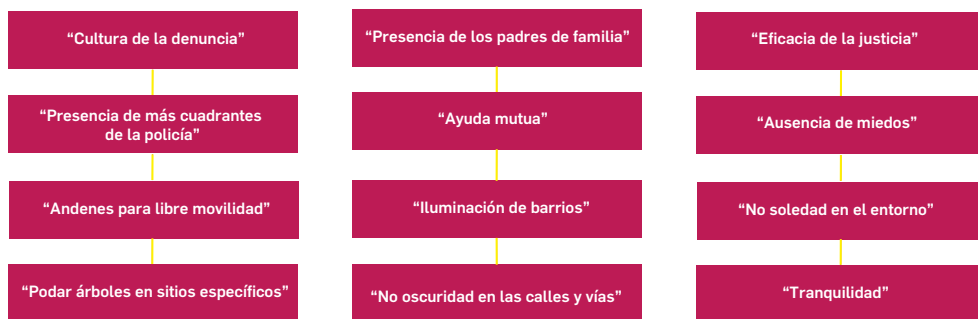 “Cultura de la denuncia”
“Presencia de más cuadrantes
de la policía”
“Andenes para libre movilidad”
“Podar árboles en sitios específicos”
“Presencia de los padres de familia”
“Ayuda mutua”
“Iluminación de barrios”
“No oscuridad en las calles y vías”
“Eficacia de la justicia”
“Ausencia de miedos”
“No soledad en el entorno”
“Tranquilidad”